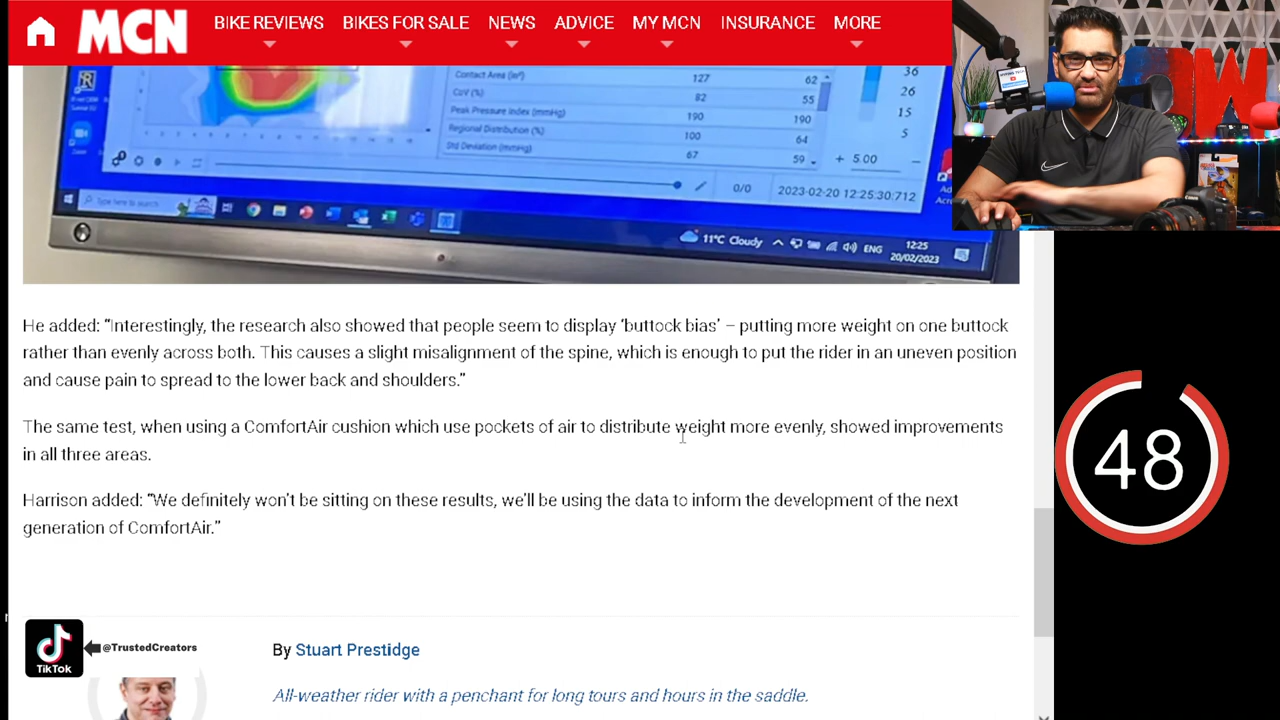 MCN
BIKE REVIEWS BIKES FOR SALE NEWS ADVICE MY MCN INSURANCE MORE
Contact Area (in²) 127 62
CoV (%) 82 55
Peak Pressure Index (mmHg) 190 190
Regional Distribution (%) 100 64
Std Deviation (mmHg) 67 59
36
26
15
5
+ 5.00 −
0/0 2023-02-20 12:25:30:712
Zoom
Type here to search
11°C Cloudy ENG 12:25
20/02/2023
He added: “Interestingly, the research also showed that people seem to display ‘buttock bias’ – putting more weight on one buttock
rather than evenly across both. This causes a slight misalignment of the spine, which is enough to put the rider in an uneven position
and cause pain to spread to the lower back and shoulders.”
The same test, when using a ComfortAir cushion which use pockets of air to distribute weight more evenly, showed improvements
in all three areas.
Harrison added: “We definitely won’t be sitting on these results, we’ll be using the data to inform the development of the next
generation of ComfortAir.”
48
TikTok
@TrustedCreators
By Stuart Prestidge
All-weather rider with a penchant for long tours and hours in the saddle.